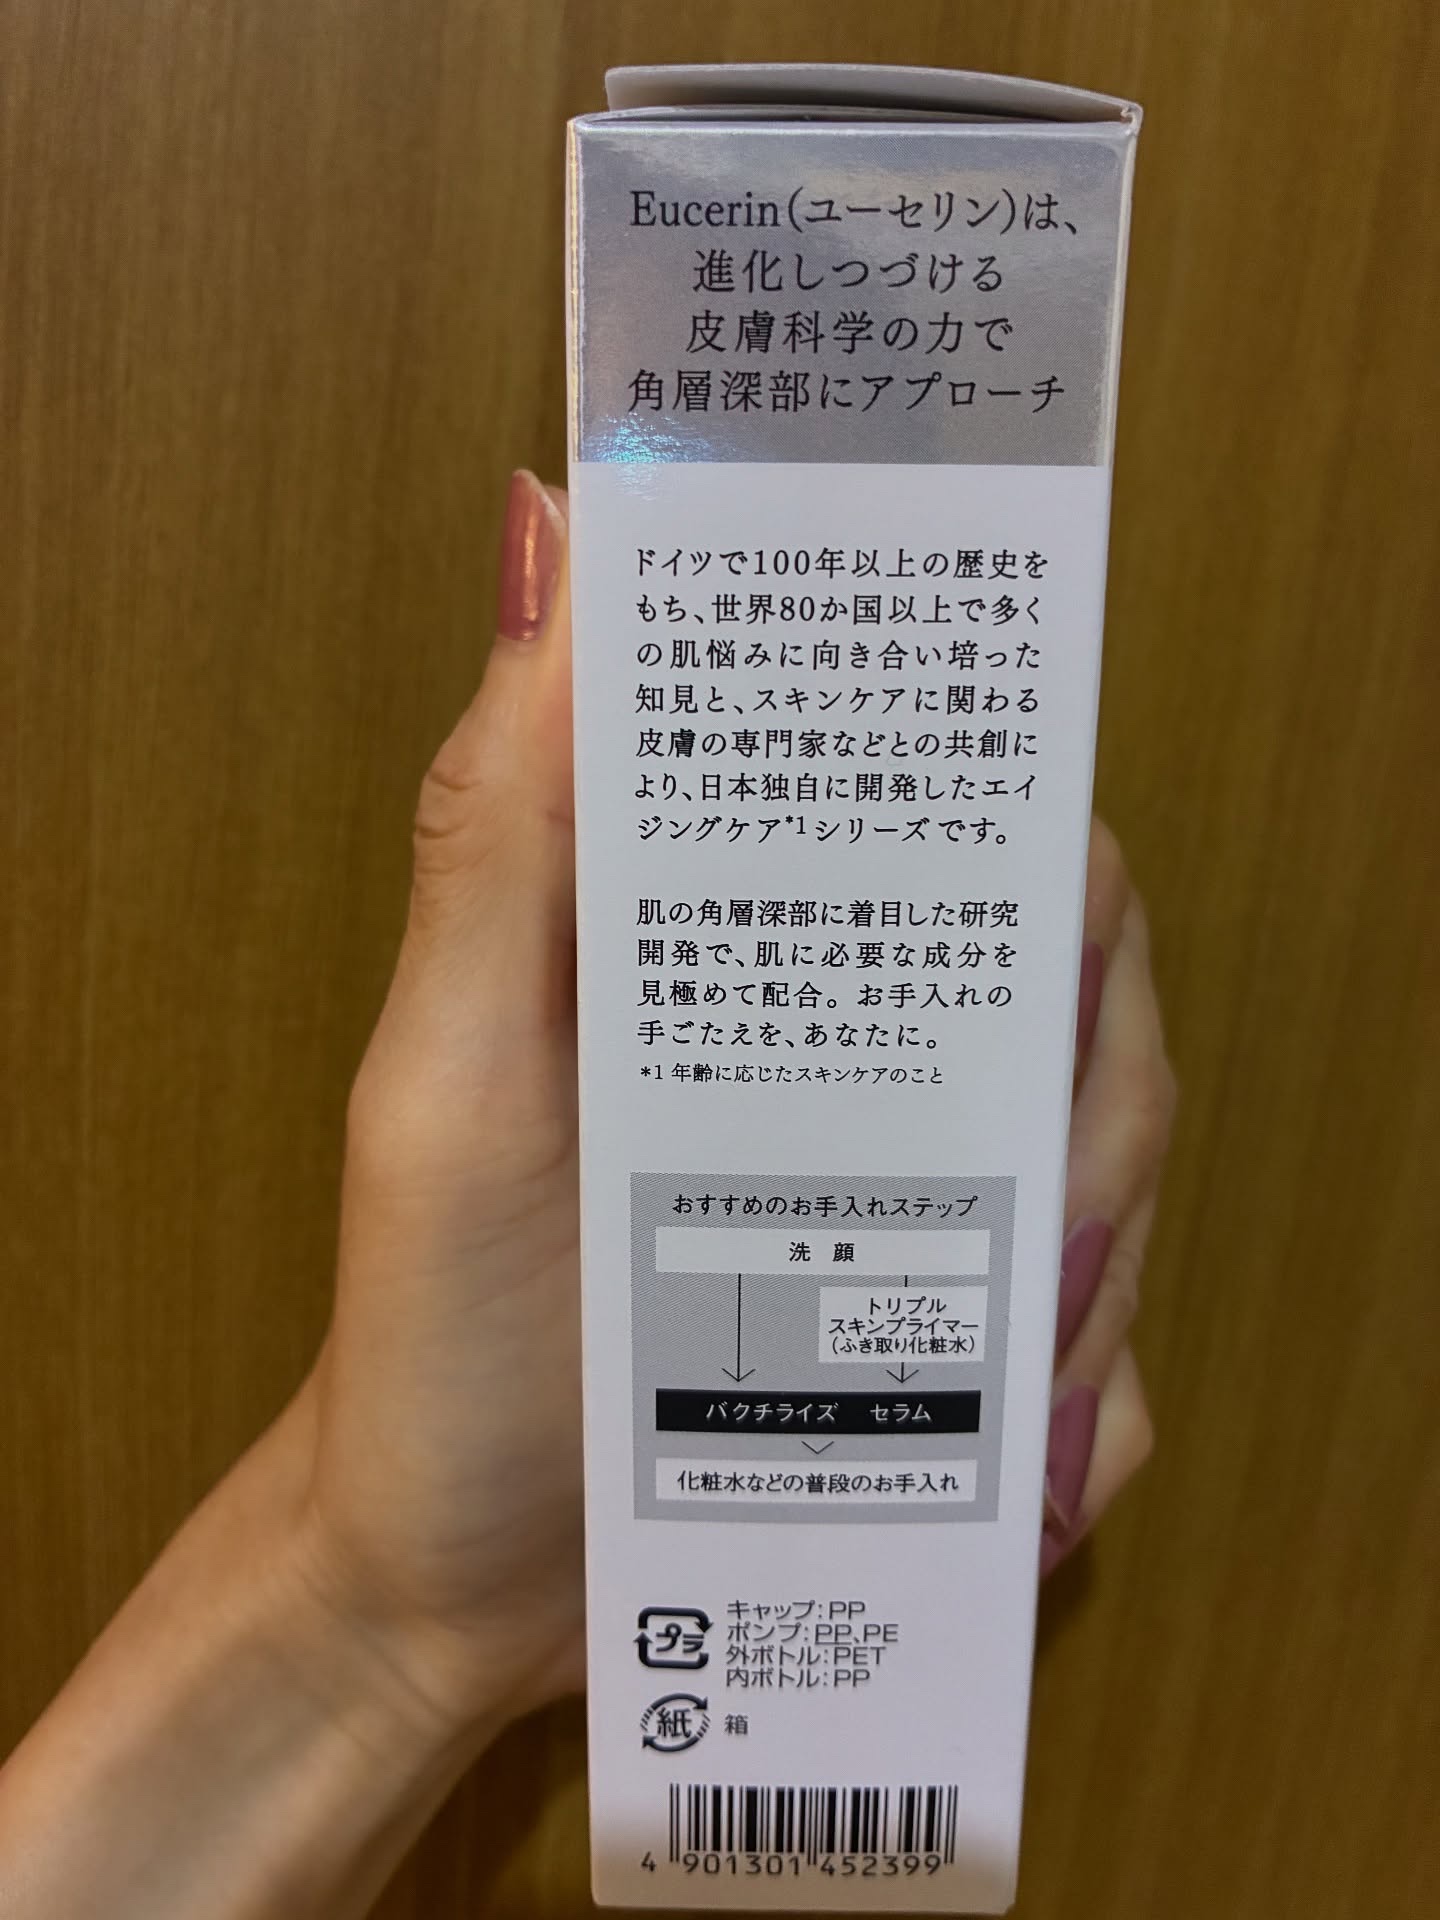 Eucerin(ユーセリン)は、
進化しつづける
皮膚科学の力で
角層深部にアプローチ
ドイツで100年以上の歴史を
もち、世界80か国以上で多く
の肌悩みに向き合い培った
知見と、スキンケアに関わる
皮膚の専門家などとの共創に
より、日本独自に開発したエイ
ジングケア*1シリーズです。
肌の角層深部に着目した研究
開発で、肌に必要な成分を
見極めて配合。お手入れの
手ごたえを、あなたに。
*1 年齢に応じたスキンケアのこと
おすすめのお手入れステップ
洗 顔
トリプル
スキンプライマー
(ふき取り化粧水)
バクチライズ セラム
化粧水などの普段のお手入れ
プラ
キャップ:PP
ポンプ:PP、PE
外ボトル:PET
内ボトル:PP
紙 箱
4 901301 452399